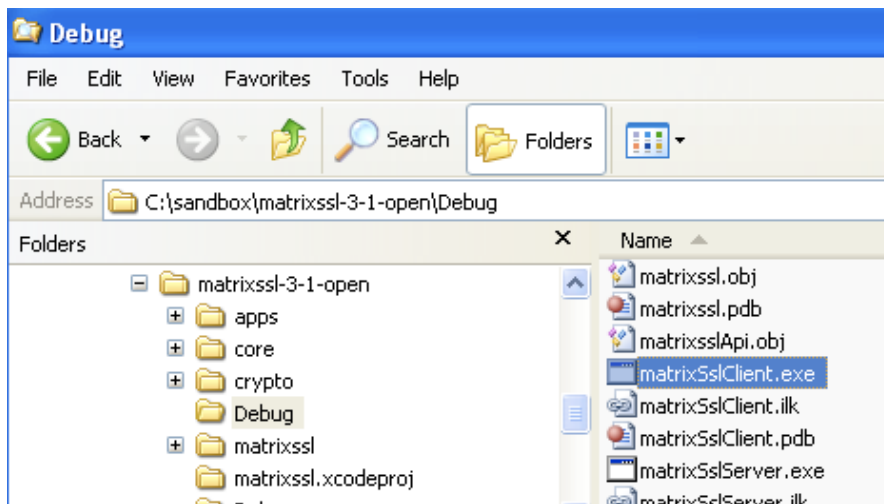 Debug
File Edit View Favorites Tools Help
Back Search Folders
Address C:\sandbox\matrixssl-3-1-open\Debug
Folders
matrixssl-3-1-open
apps
core
crypto
Debug
matrixssl
matrixssl.xcodeproj
Name
matrixssl.obj
matrixssl.pdb
matrixsslApi.obj
matrixSslClient.exe
matrixSslClient.ilk
matrixSslClient.pdb
matrixSslServer.exe
matrixSslServer.ilk